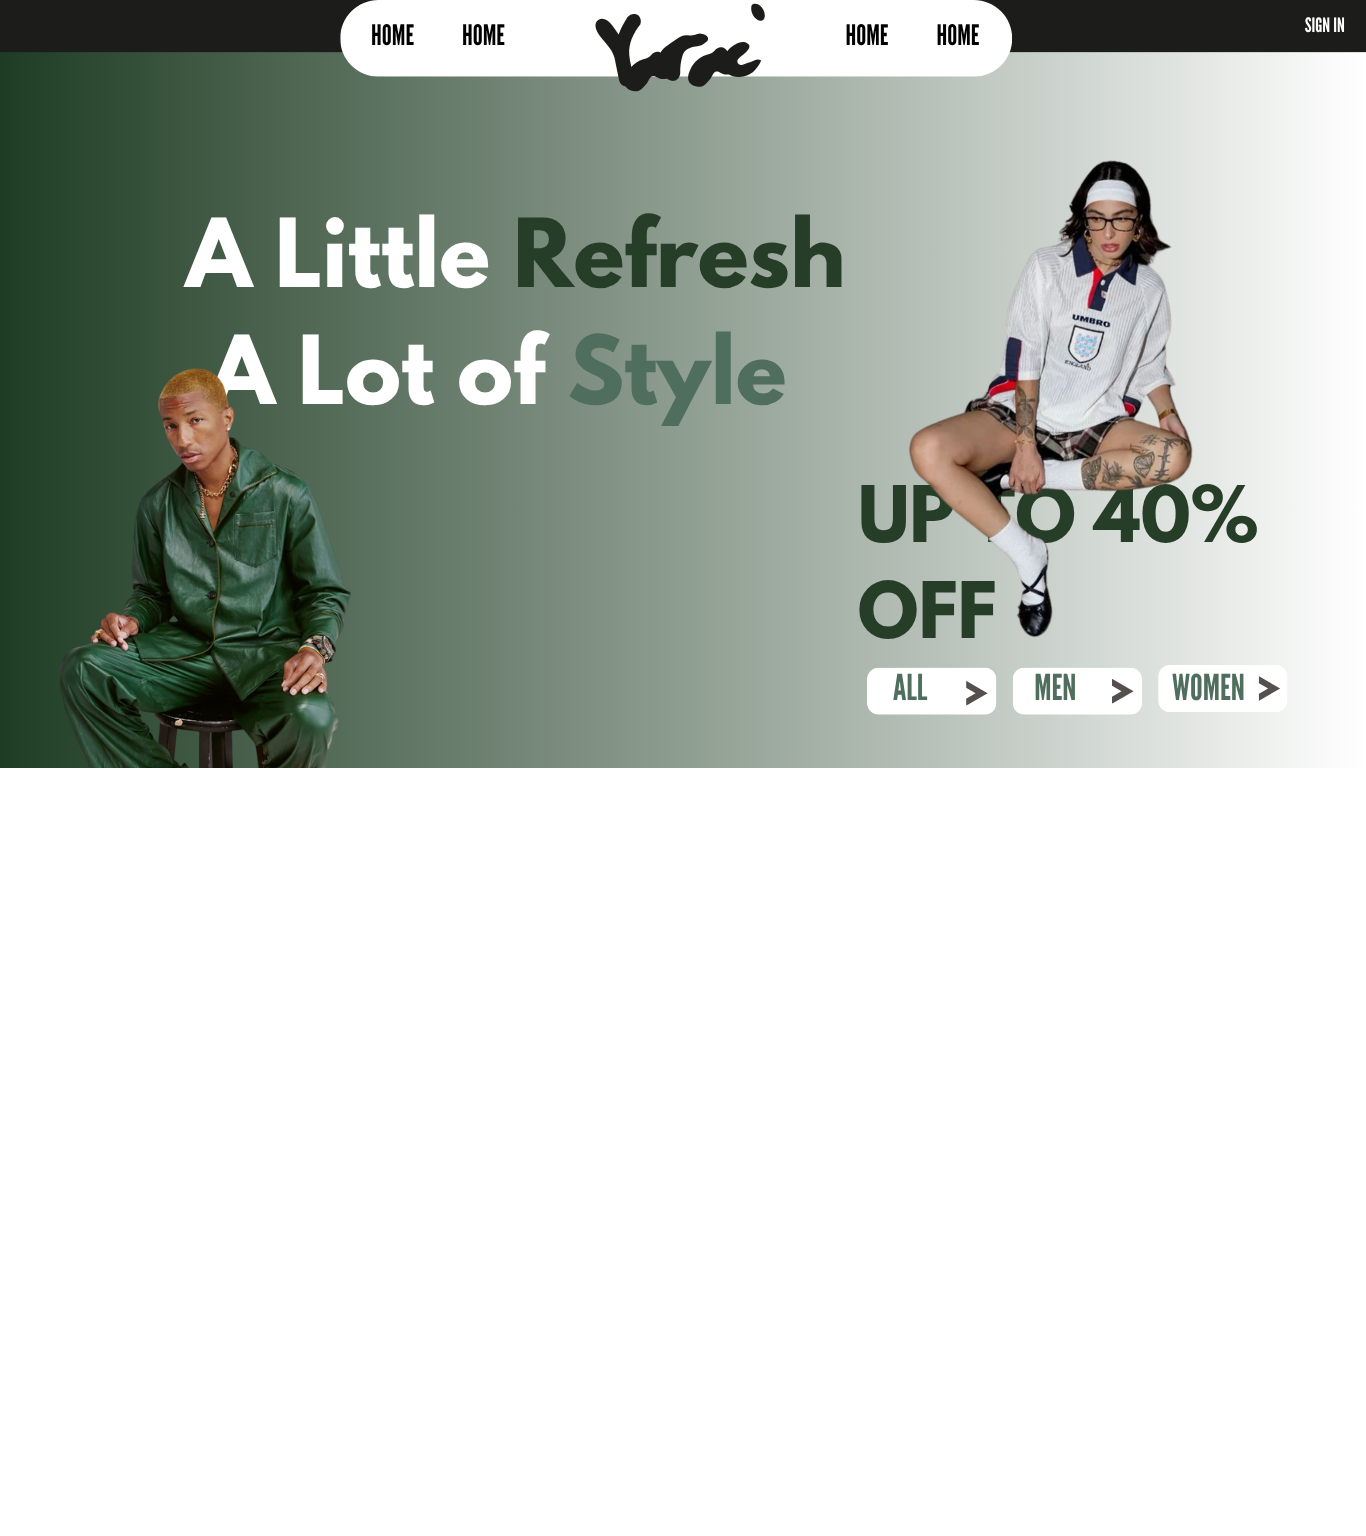 HOME HOME HOME HOME SIGN IN
A Little Refresh
A Lot of Style
UMBRO
ENGLAND
UP TO 40%
OFF
ALL > MEN > WOMEN >